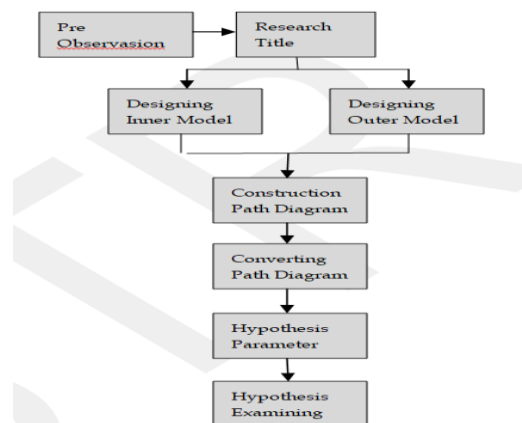 Pre
Observasion
Research
Title
Designing
Inner Model
Designing
Outer Model
Construction
Path Diagram
Converting
Path Diagram
Hypothesis
Parameter
Hypothesis
Examining